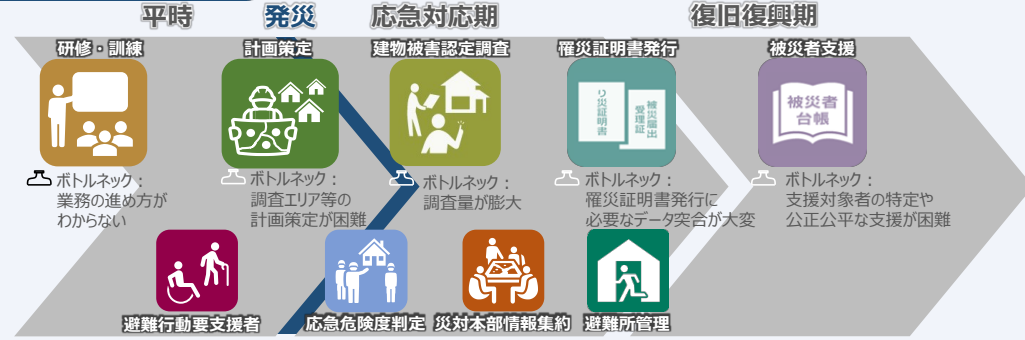 平時
発災
応急対応期
復旧復興期
研修・訓練
計画策定
建物被害認定調査
罹災証明書発行
被災者支援
り災証明書
被災届出
受理証
被災者
台帳
ボトルネック：
業務の進め方が
わからない
ボトルネック：
調査エリア等の
計画策定が困難
ボトルネック：
調査量が膨大
ボトルネック：
罹災証明書発行に
必要なデータ突合が大変
ボトルネック：
支援対象者の特定や
公正公平な支援が困難
避難行動要支援者
応急危険度判定
災対本部情報集約
避難所管理